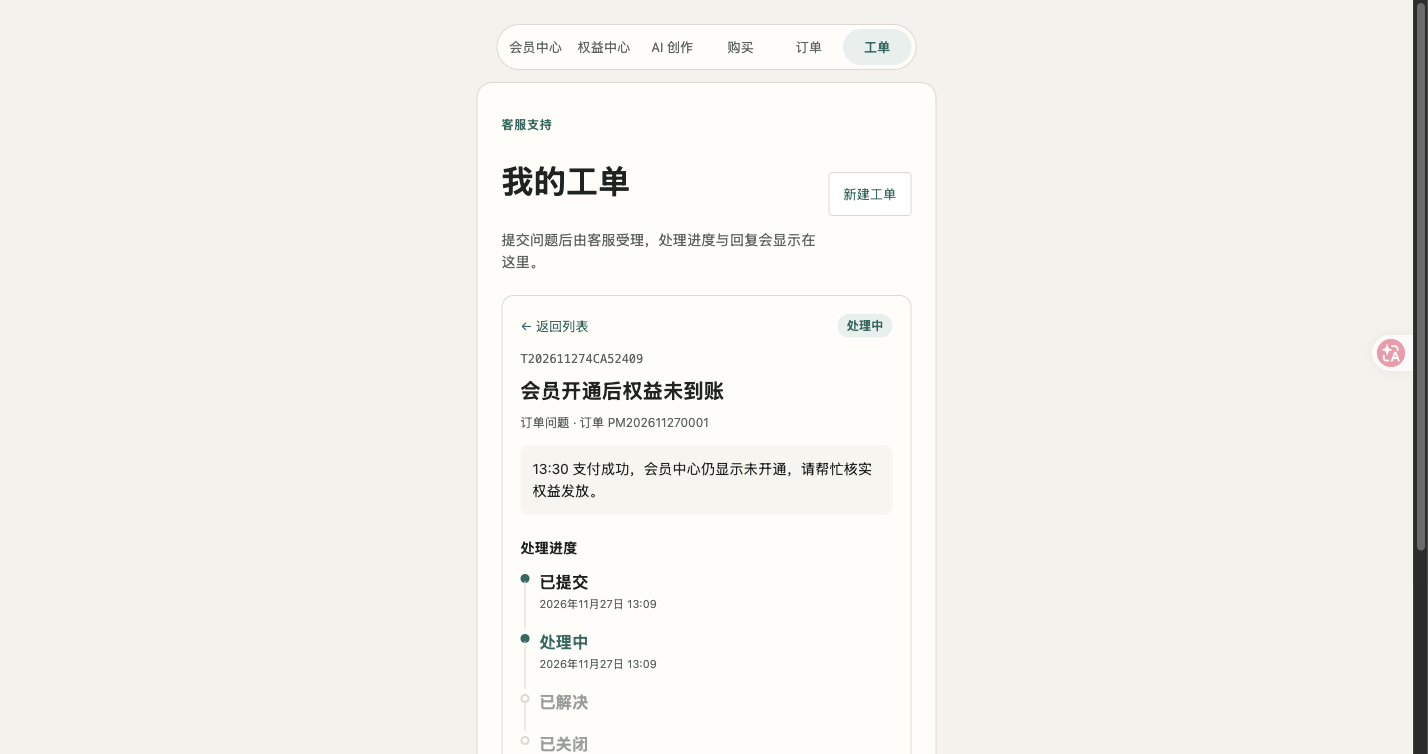 会员中心 权益中心 AI 创作 购买 订单 工单
客服支持
我的工单
新建工单
提交问题后由客服受理，处理进度与回复会显示在
这里。
← 返回列表 处理中
T202611274CA52409
会员开通后权益未到账
订单问题 · 订单 PM202611270001
13:30 支付成功，会员中心仍显示未开通，请帮忙核实
权益发放。
处理进度
已提交
2026年11月27日 13:09
处理中
2026年11月27日 13:09
已解决
已关闭